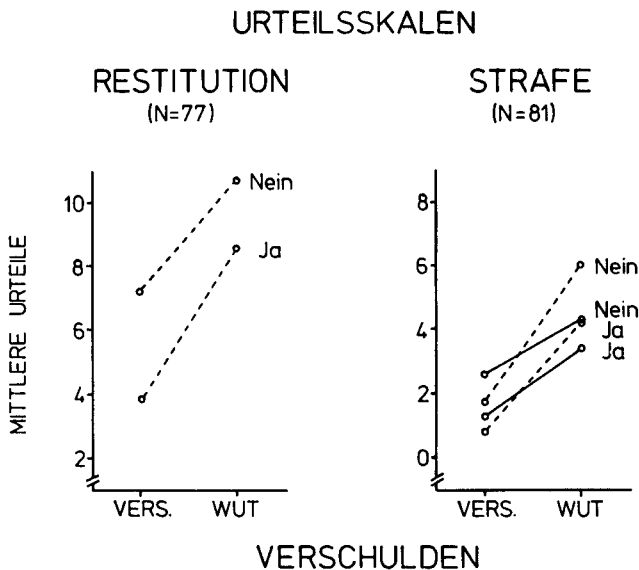 URTEILSSKALEN
RESTITUTION
(N=77)
STRAFE
(N=81)
MITTLERE URTEILE
10
8
6
4
2
Nein
Ja
VERS.
WUT
8
6
4
2
0
Nein
Nein
Ja
Ja
VERS.
WUT
VERSCHULDEN